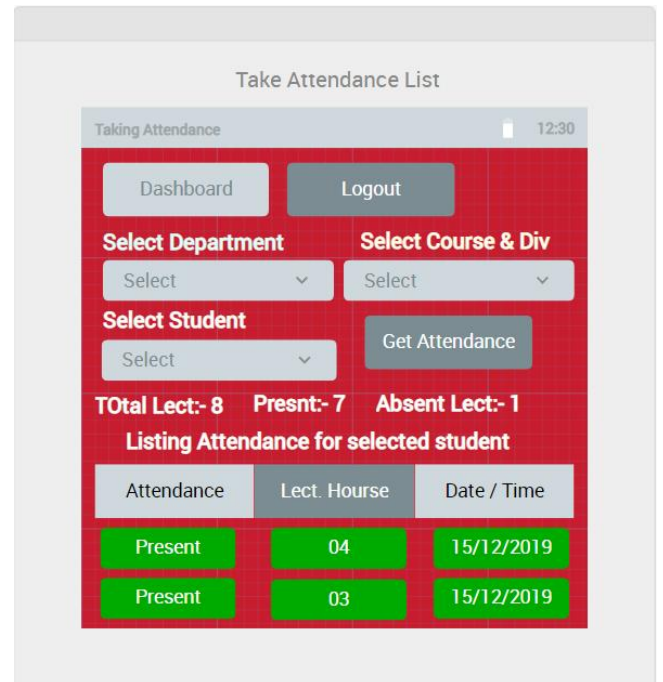 Take Attendance List
Taking Attendance 12:30
Dashboard Logout
Select Department Select Course & Div
Select Select
Select Student
Get Attendance
Select
TOtal Lect:- 8 Presnt:- 7 Absent Lect:- 1
Listing Attendance for selected student
Attendance Lect. Hourse Date / Time
Present 04 15/12/2019
Present 03 15/12/2019